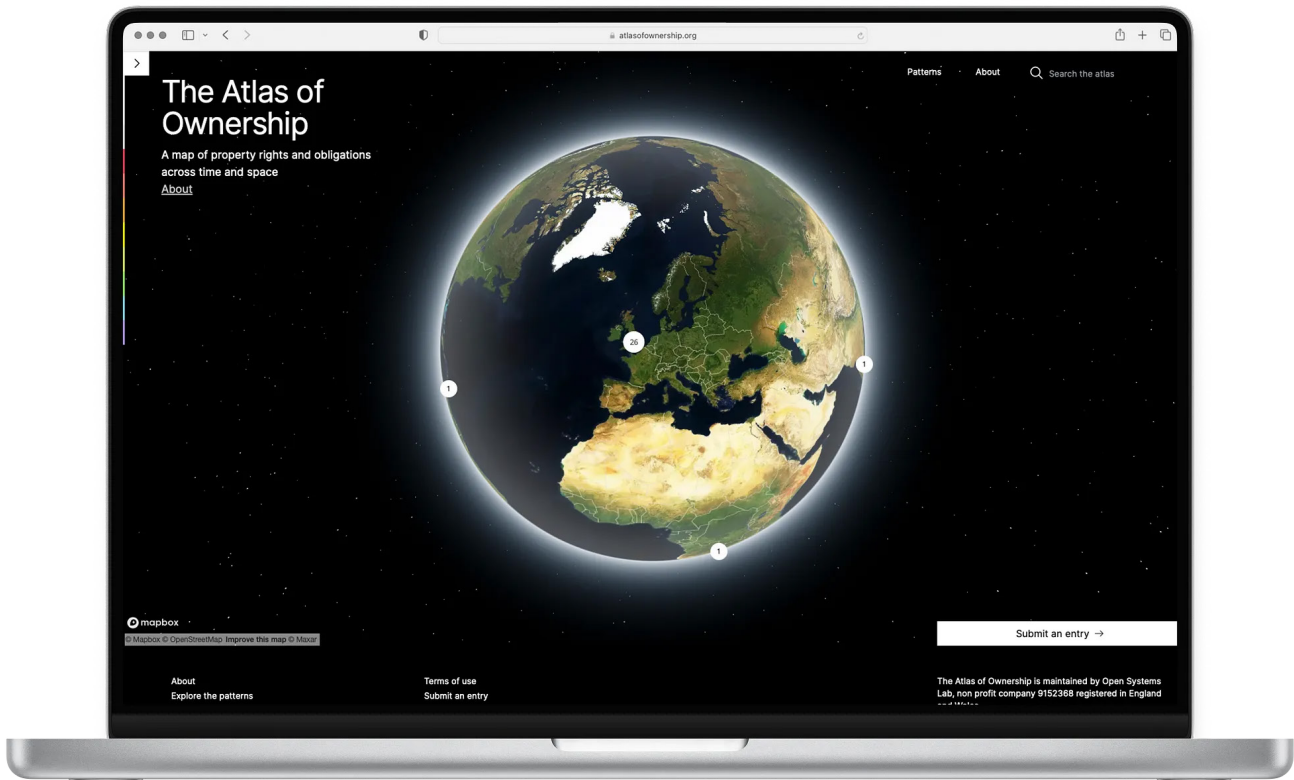 atlasofownership.org
The Atlas of
Ownership
A map of property rights and obligations
across time and space
About
Patterns
About
Search the atlas
26
1
1
1
mapbox
© Mapbox © OpenStreetMap Improve this map © Maxar
Submit an entry →
About
Explore the patterns
Terms of use
Submit an entry
The Atlas of Ownership is maintained by Open Systems
Lab, non profit company 9152368 registered in England
and Wales